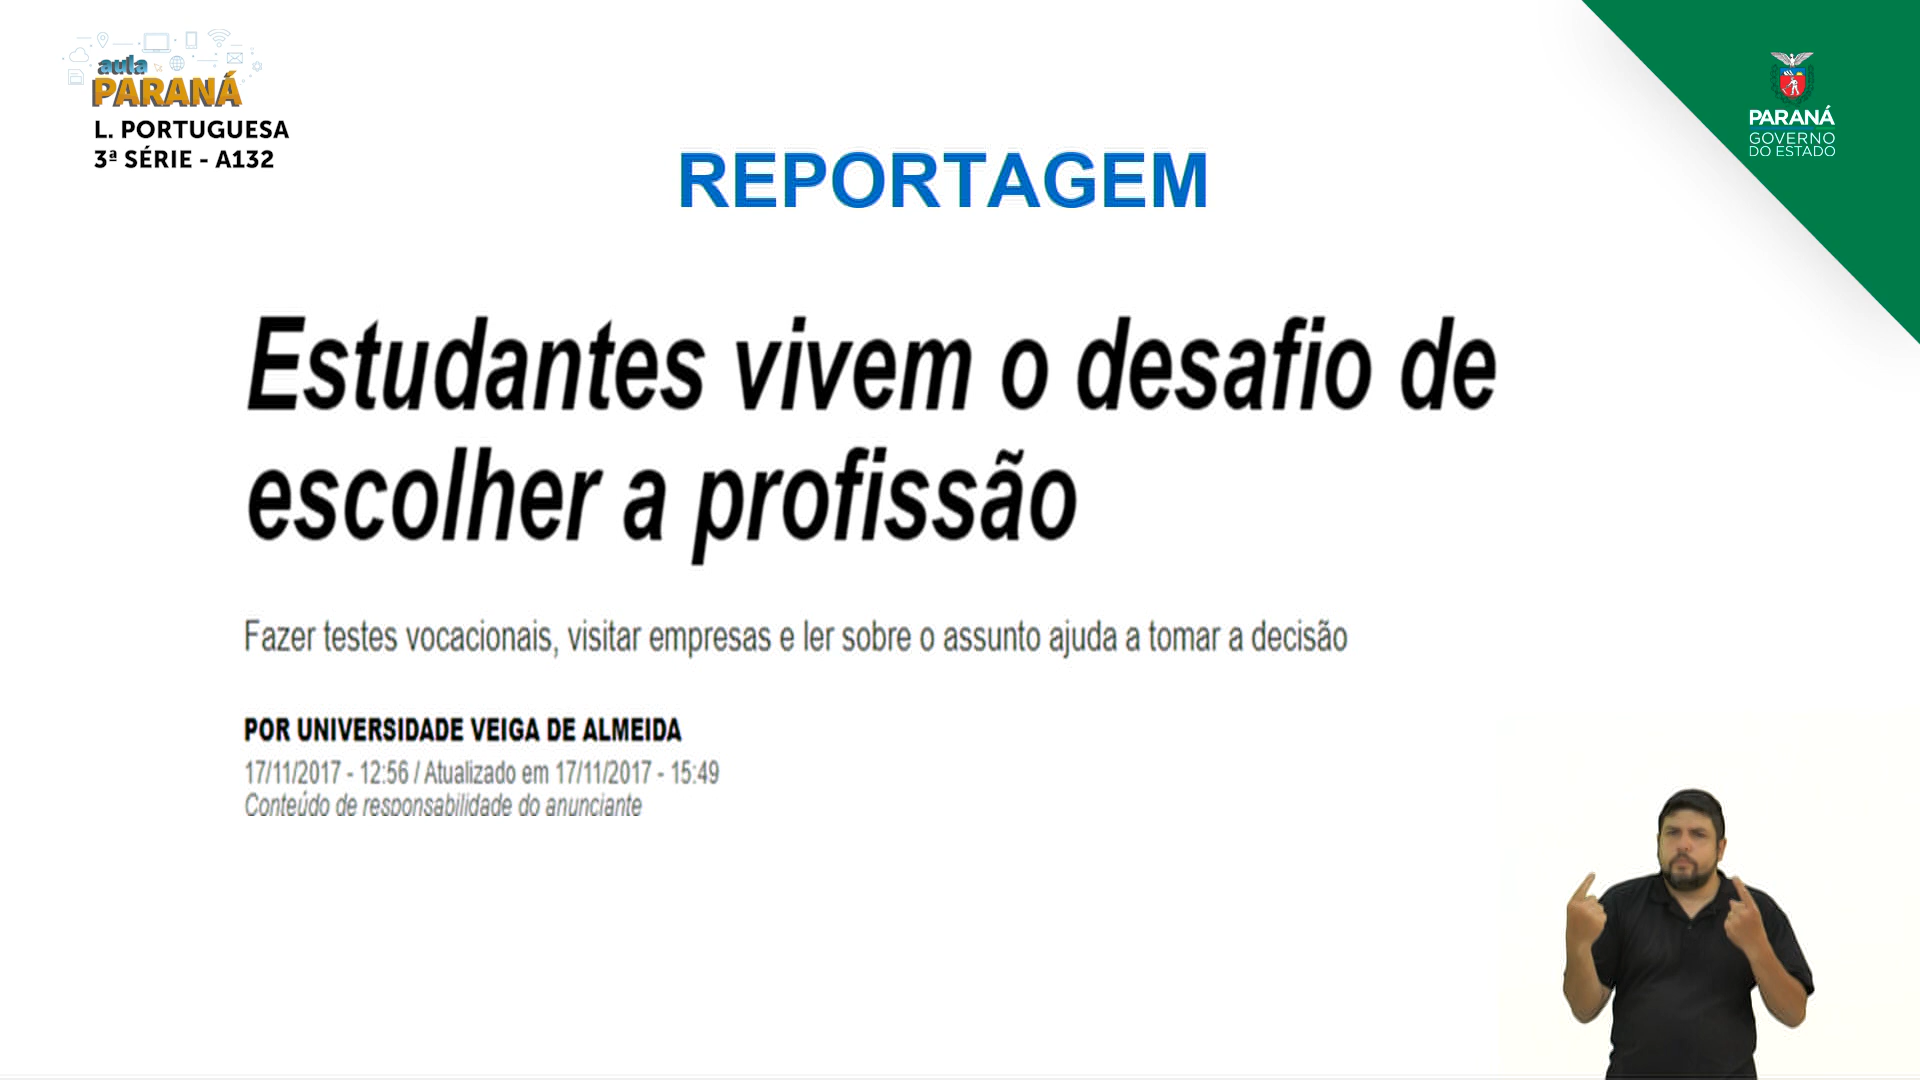 aula
PARANÁ
L. PORTUGUESA
3ª SÉRIE - A132
PARANÁ
GOVERNO
DO ESTADO
REPORTAGEM
Estudantes vivem o desafio de
escolher a profissão
Fazer testes vocacionais, visitar empresas e ler sobre o assunto ajuda a tomar a decisão
POR UNIVERSIDADE VEIGA DE ALMEIDA
17/11/2017 - 12:56 / Atualizado em 17/11/2017 - 15:49
Conteúdo de responsabilidade do anunciante